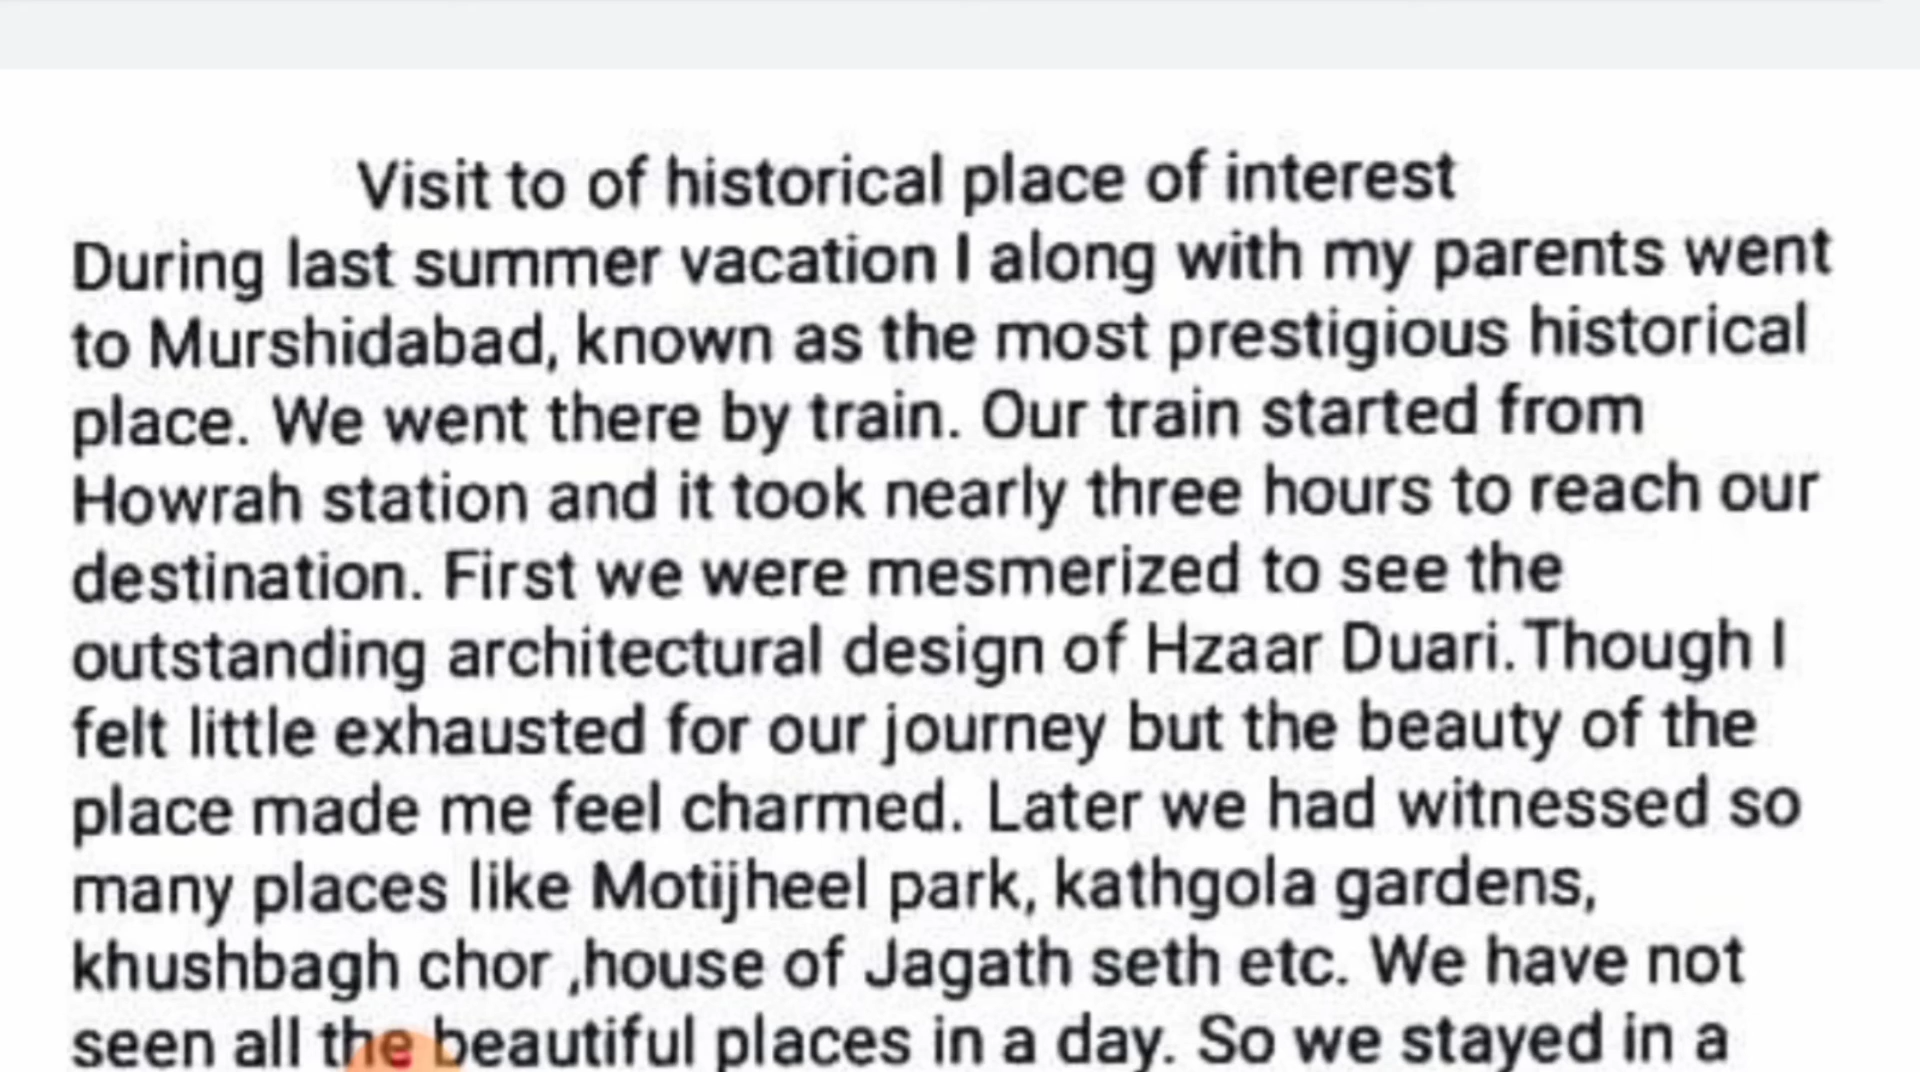 Visit to of historical place of interest
During last summer vacation I along with my parents went
to Murshidabad, known as the most prestigious historical
place. We went there by train. Our train started from
Howrah station and it took nearly three hours to reach our
destination. First we were mesmerized to see the
outstanding architectural design of Hzaar Duari.Though I
felt little exhausted for our journey but the beauty of the
place made me feel charmed. Later we had witnessed so
many places like Motijheel park, kathgola gardens,
khushbagh chor ,house of Jagath seth etc. We have not
seen all the beautiful places in a day. So we stayed in a